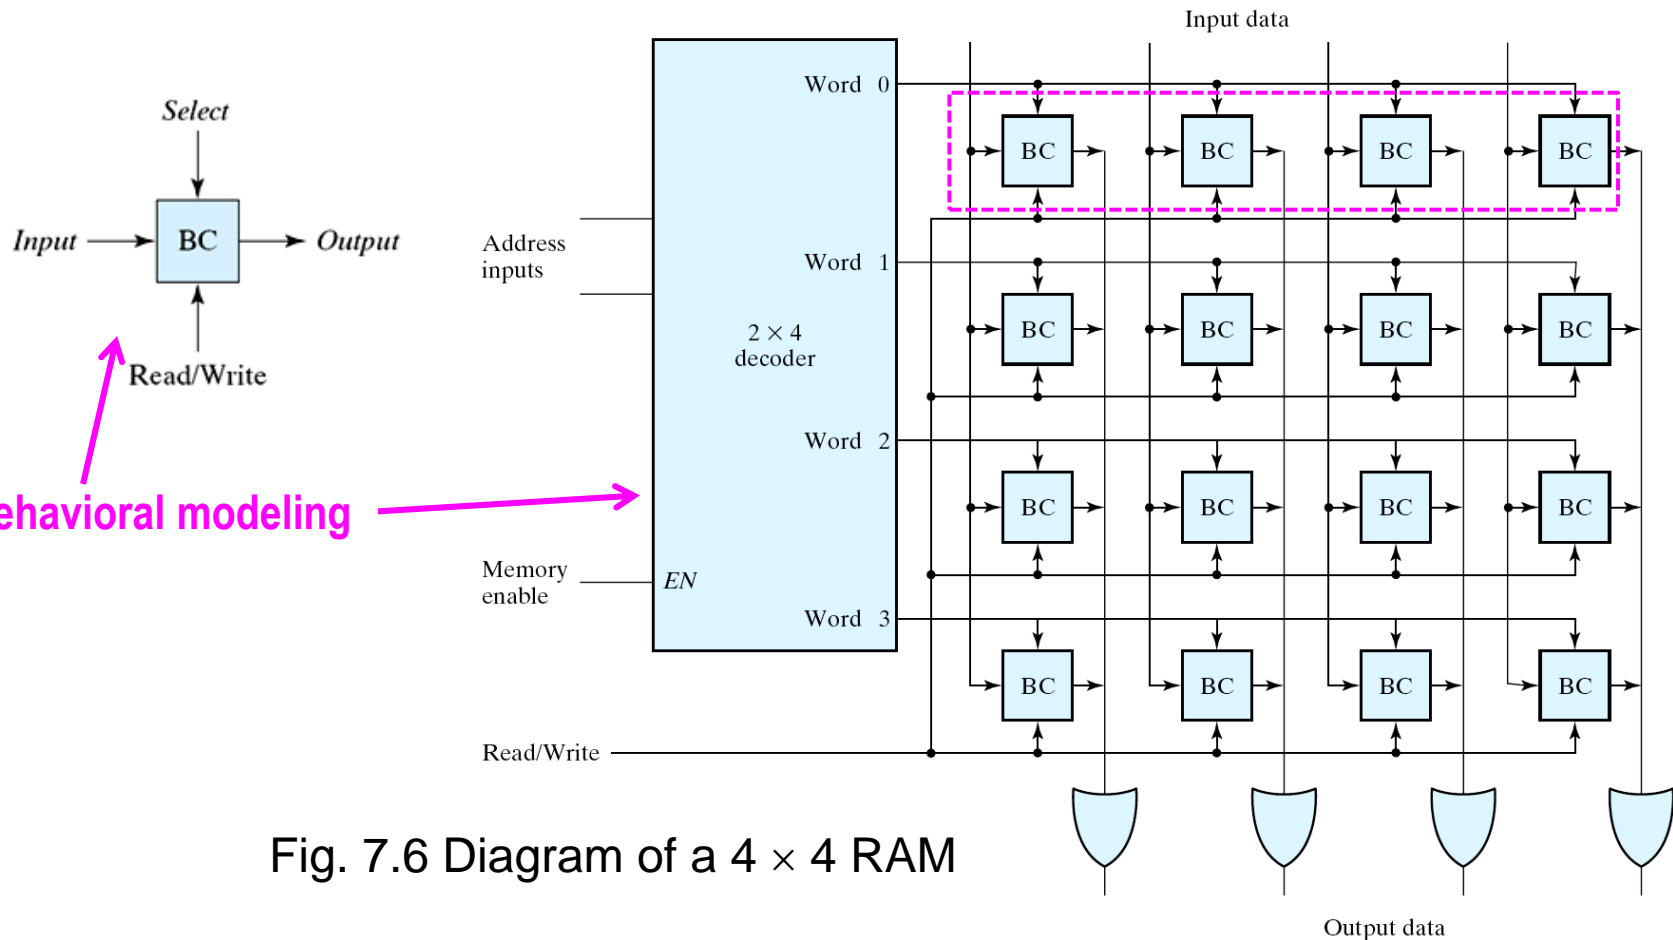 Input data
Select
Input
BC
Output
Read/Write
ehavioral modeling
Address
inputs
Memory
enable
EN
2 × 4
decoder
Word 0
BC BC BC BC
Word 1
BC BC BC BC
Word 2
BC BC BC BC
Word 3
BC BC BC BC
Read/Write
Fig. 7.6 Diagram of a 4 × 4 RAM
Output data